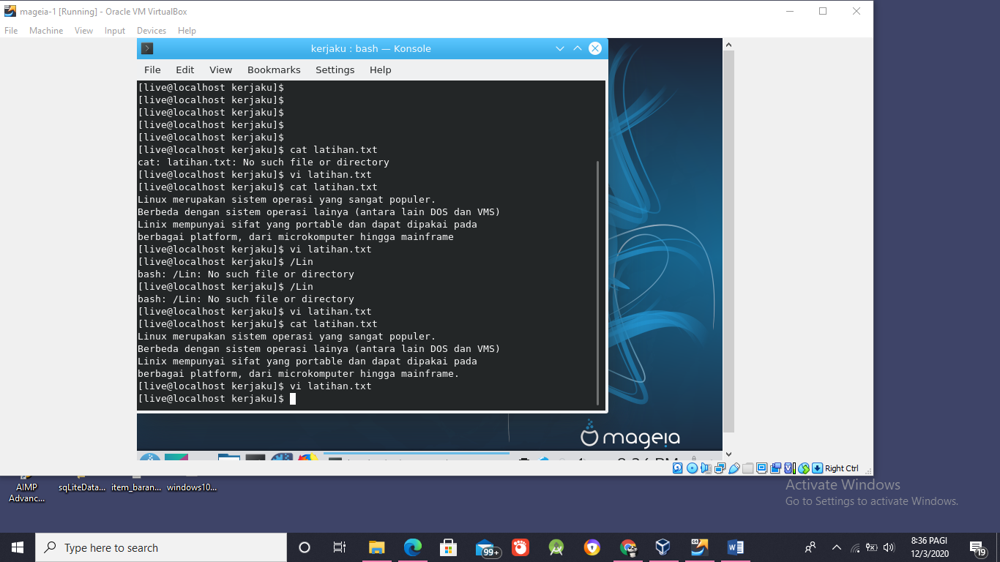 mageia-1 [Running] - Oracle VM VirtualBox
File Machine View Input Devices Help
kerjaku : bash — Konsole
File Edit View Bookmarks Settings Help
[live@localhost kerjaku]$
[live@localhost kerjaku]$
[live@localhost kerjaku]$
[live@localhost kerjaku]$
[live@localhost kerjaku]$
[live@localhost kerjaku]$ cat latihan.txt
cat: latihan.txt: No such file or directory
[live@localhost kerjaku]$ vi latihan.txt
[live@localhost kerjaku]$ cat latihan.txt
Linux merupakan sistem operasi yang sangat populer.
Berbeda dengan sistem operasi lainya (antara lain DOS dan VMS)
Linix mempunyai sifat yang portable dan dapat dipakai pada
berbagai platform, dari microkomputer hingga mainframe
[live@localhost kerjaku]$ vi latihan.txt
[live@localhost kerjaku]$ /Lin
bash: /Lin: No such file or directory
[live@localhost kerjaku]$ /Lin
bash: /Lin: No such file or directory
[live@localhost kerjaku]$ vi latihan.txt
[live@localhost kerjaku]$ cat latihan.txt
Linux merupakan sistem operasi yang sangat populer.
Berbeda dengan sistem operasi lainya (antara lain DOS dan VMS)
Linix mempunyai sifat yang portable dan dapat dipakai pada
berbagai platform, dari microkomputer hingga mainframe.
[live@localhost kerjaku]$ vi latihan.txt
[live@localhost kerjaku]$
mageia
Right Ctrl
AIMP
Advanc...
sqLiteData...
item_baran...
windows10...
Activate Windows
Go to Settings to activate Windows.
Type here to search
99+
8:36 PAGI
12/3/2020
19